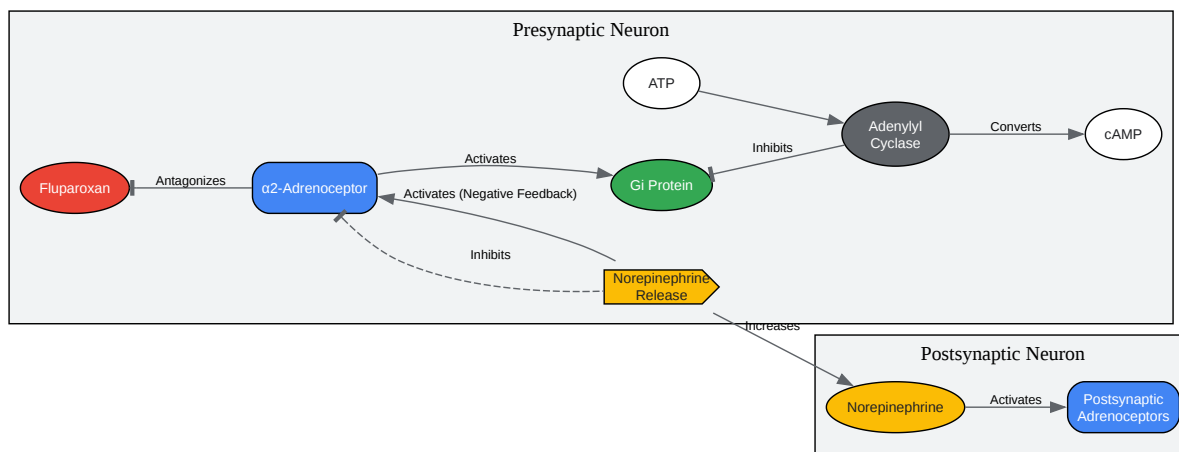 Presynaptic Neuron
ATP
Adenylyl
Cyclase
Converts
cAMP
Inhibits
Activates
Fluparoxan
Antagonizes
α2-Adrenoceptor
Gi Protein
Activates (Negative Feedback)
Inhibits
Norepinephrine
Release
Increases
Postsynaptic Neuron
Norepinephrine
Activates
Postsynaptic
Adrenoceptors